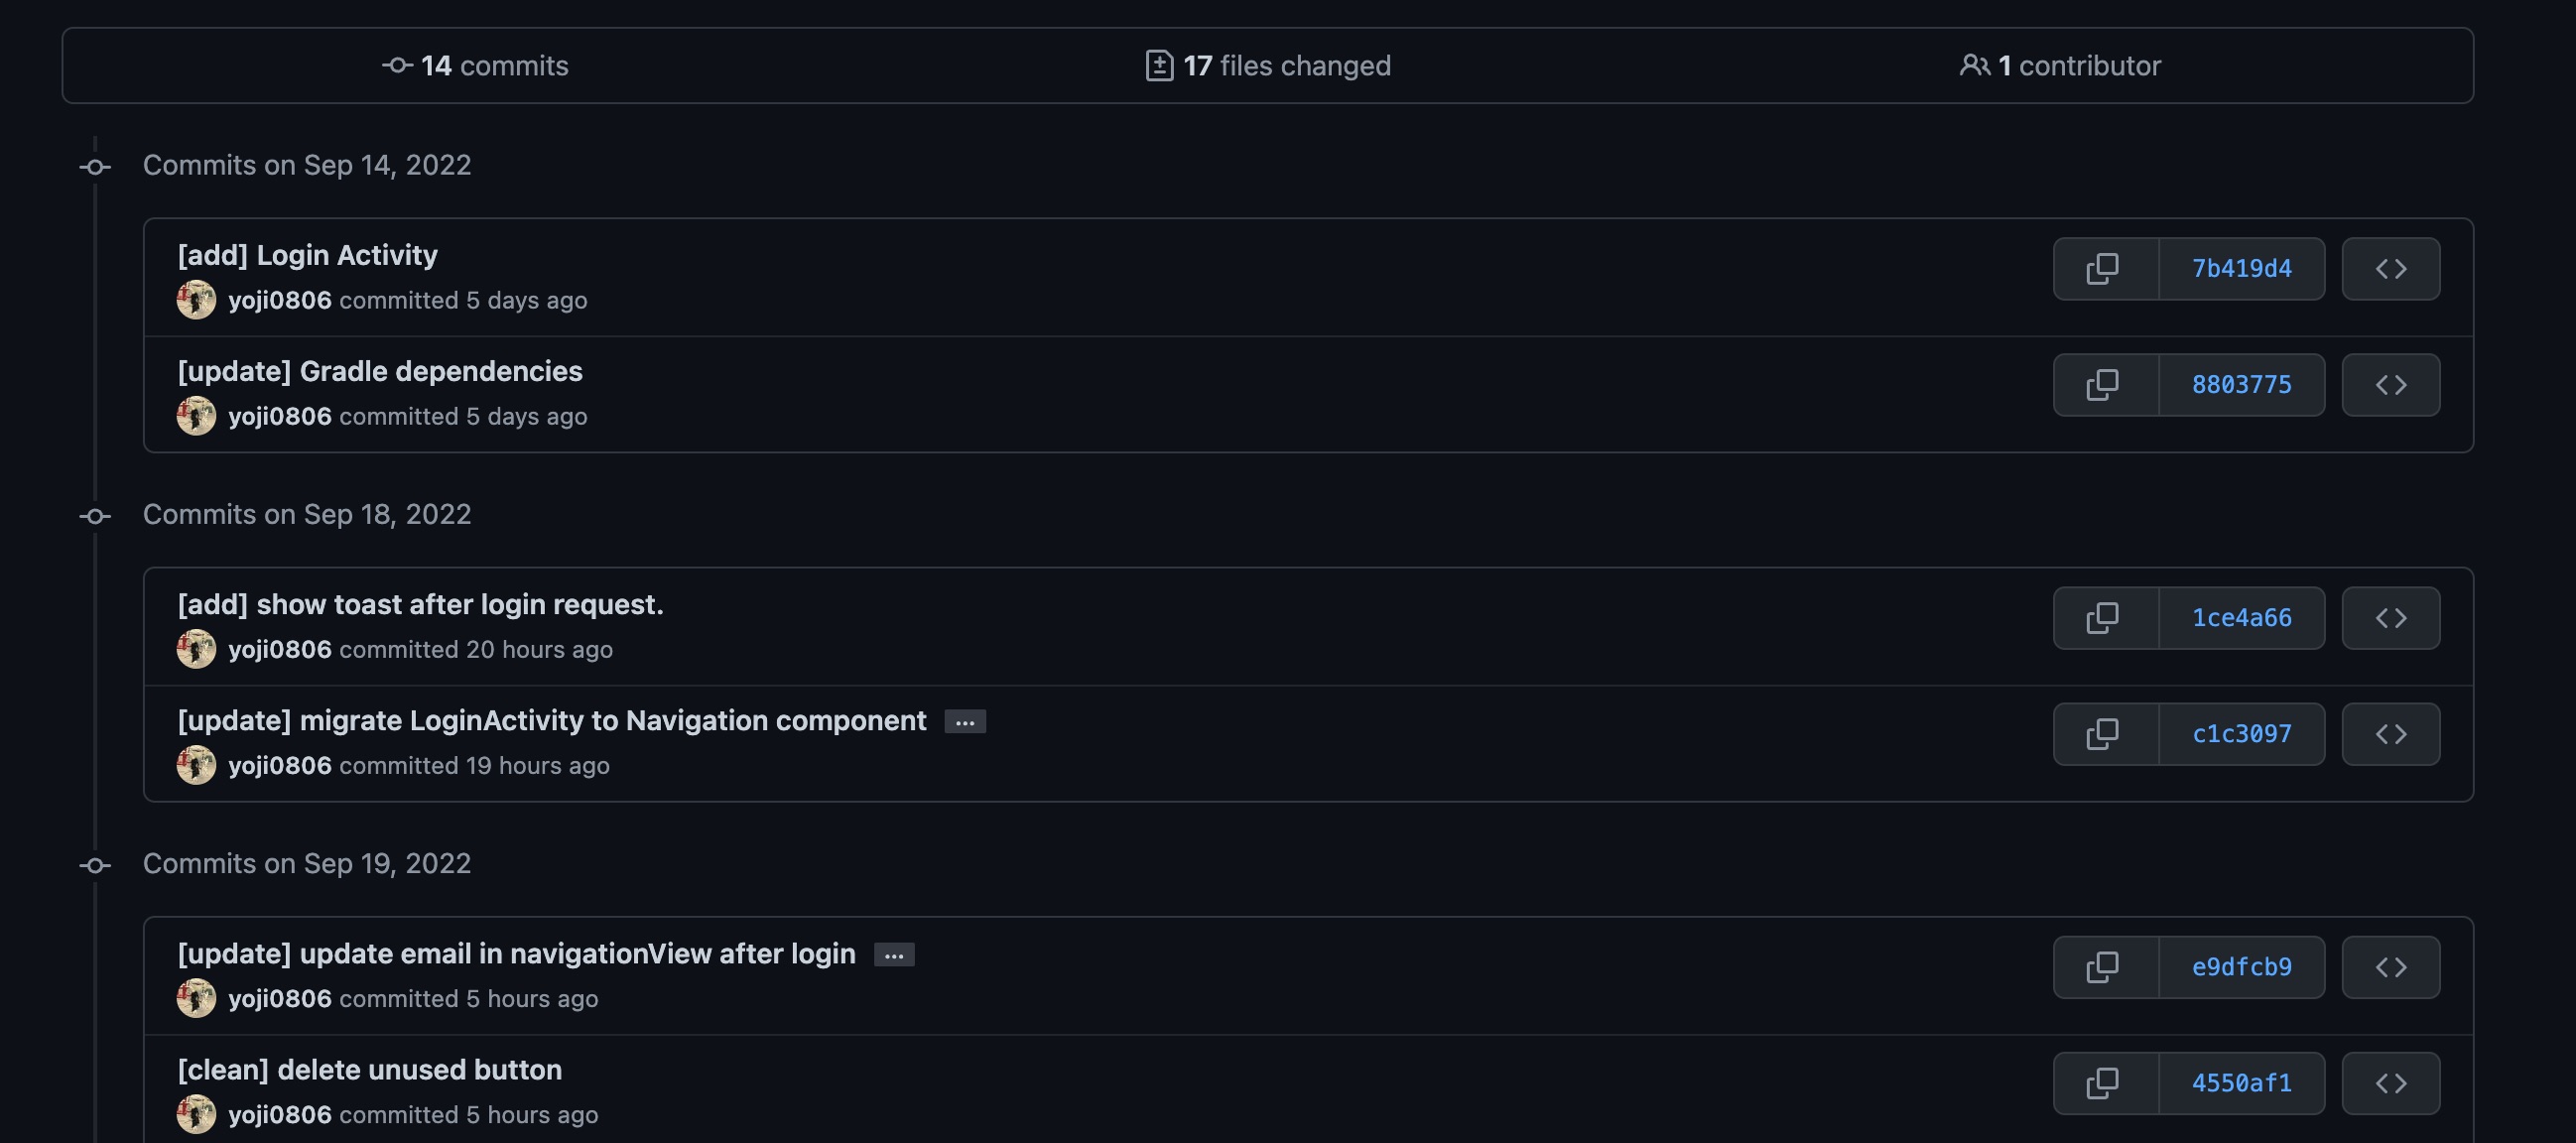 14 commits
17 files changed
1 contributor
Commits on Sep 14, 2022
[add] Login Activity
7b419d4
yoji0806 committed 5 days ago
[update] Gradle dependencies
8803775
yoji0806 committed 5 days ago
Commits on Sep 18, 2022
[add] show toast after login request.
1ce4a66
yoji0806 committed 20 hours ago
[update] migrate LoginActivity to Navigation component ...
c1c3097
yoji0806 committed 19 hours ago
Commits on Sep 19, 2022
[update] update email in navigationView after login ...
e9dfcb9
yoji0806 committed 5 hours ago
[clean] delete unused button
4550af1
yoji0806 committed 5 hours ago